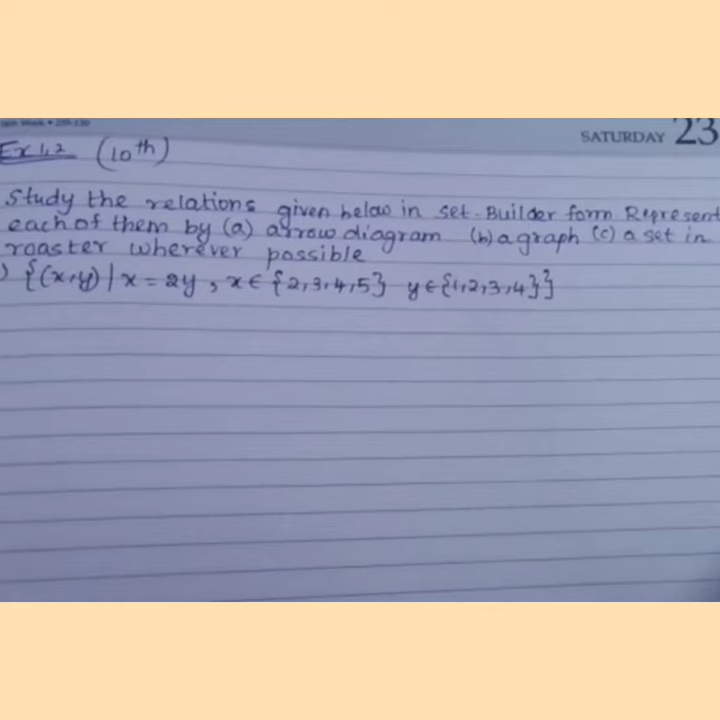 SATURDAY 23
Ex 1.2 (10th)
Study the relations given below in set-Builder form Represent
each of them by (a) arrow diagram (b) a graph (c) a set in
roaster wherever possible
) {(x,y) | x = 2y, x ∈ {2,3,4,5} y ∈ {1,2,3,4}}